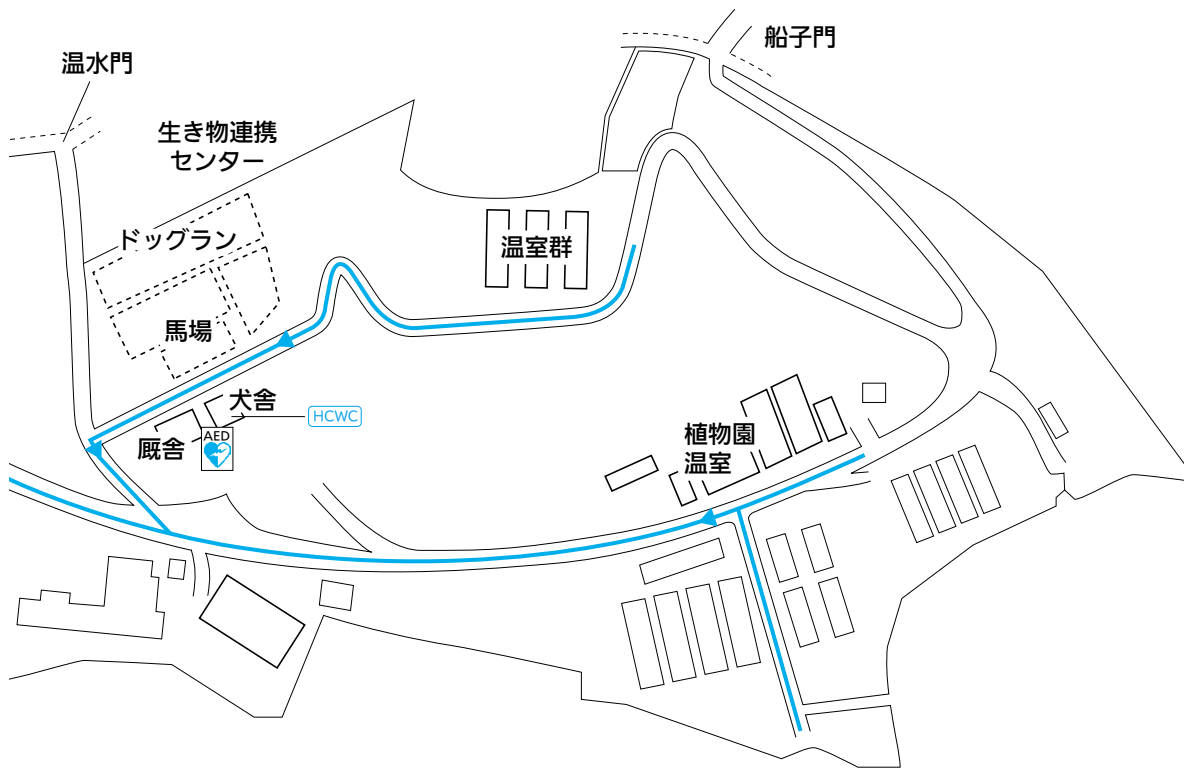 船子門
温水門
生き物連携
センター
ドッグラン
温室群
馬場
犬舎
HCWC
厩舎
AED
植物園
温室